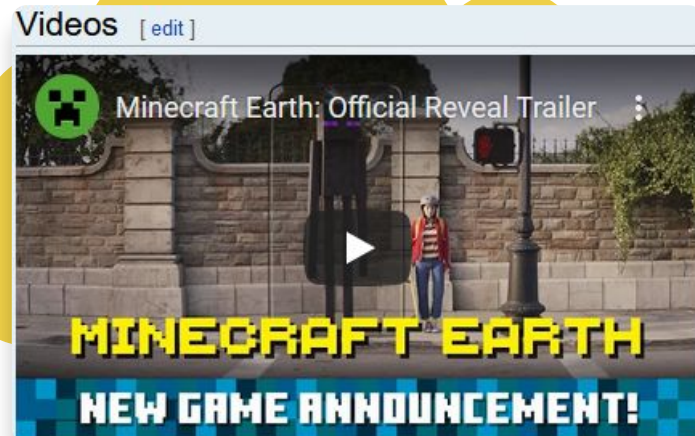 Videos [ edit ]
Minecraft Earth: Official Reveal Trailer
MINECRAFT EARTH
NEW GAME ANNOUNCEMENT!